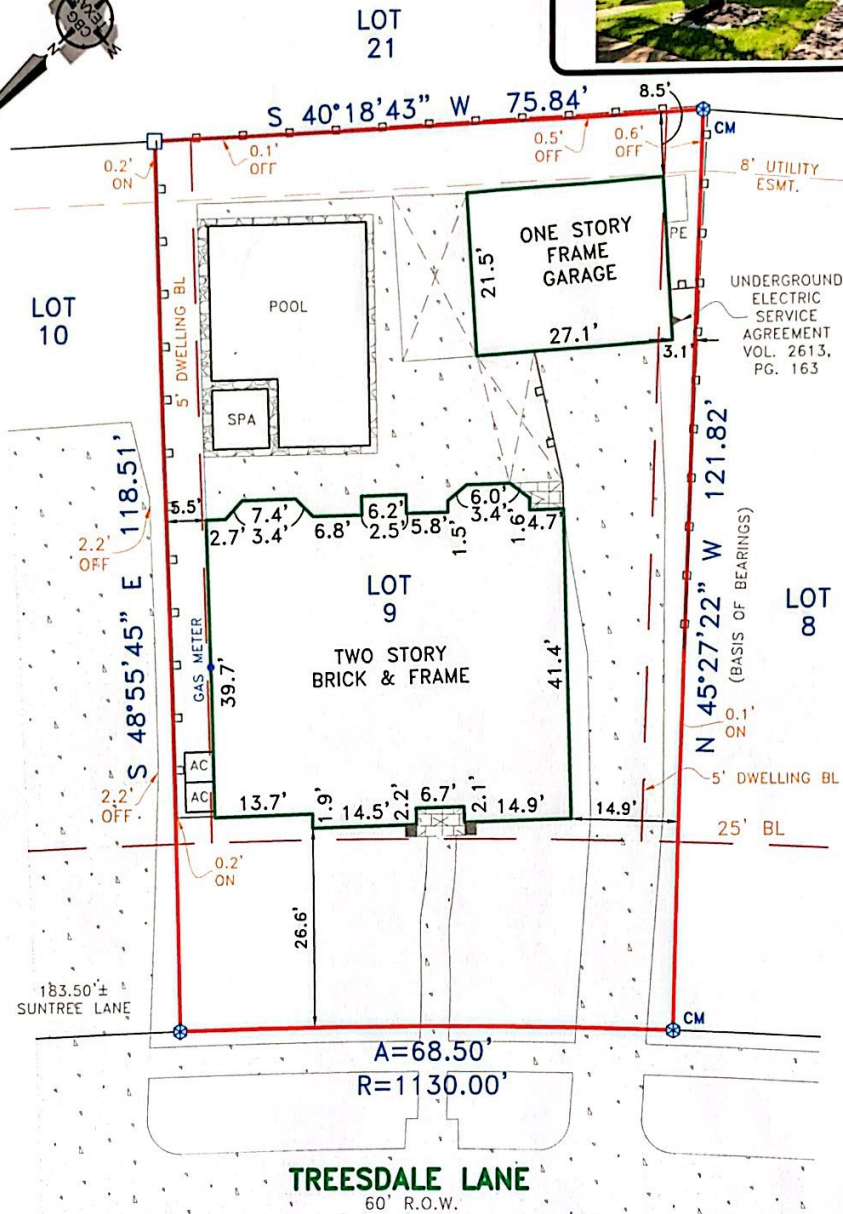 CBG
TEXAS
LOT
21
S 40°18'43" W 75.84'
8.5'
CM
0.2'
ON
0.1'
OFF
0.5'
OFF
0.6'
OFF
8' UTILITY
ESMT.
ONE STORY
FRAME
GARAGE
21.5'
27.1'
PE
3.1'
UNDERGROUND
ELECTRIC
SERVICE
AGREEMENT
VOL. 2613,
PG. 163
LOT
10
5' DWELLING BL
POOL
SPA
S 48°55'45" E 118.51'
N 45°27'22" W 121.82'
(BASIS OF BEARINGS)
5.5'
2.2'
OFF
2.7'
7.4'
3.4'
6.8'
6.2'
2.5'
5.8'
1.5'
6.0'
3.4'
1.6'
4.7'
LOT
9
LOT
8
TWO STORY
BRICK & FRAME
GAS METER
39.7'
41.4'
0.1'
ON
AC
AC
5' DWELLING BL
2.2'
OFF
13.7'
1.9'
14.5'
2.2'
6.7'
2.1'
14.9'
14.9'
25' BL
0.2'
ON
26.6'
183.50'±
SUNTREE LANE
CM
A=68.50'
R=1130.00'
TREESDALE LANE
60' R.O.W.